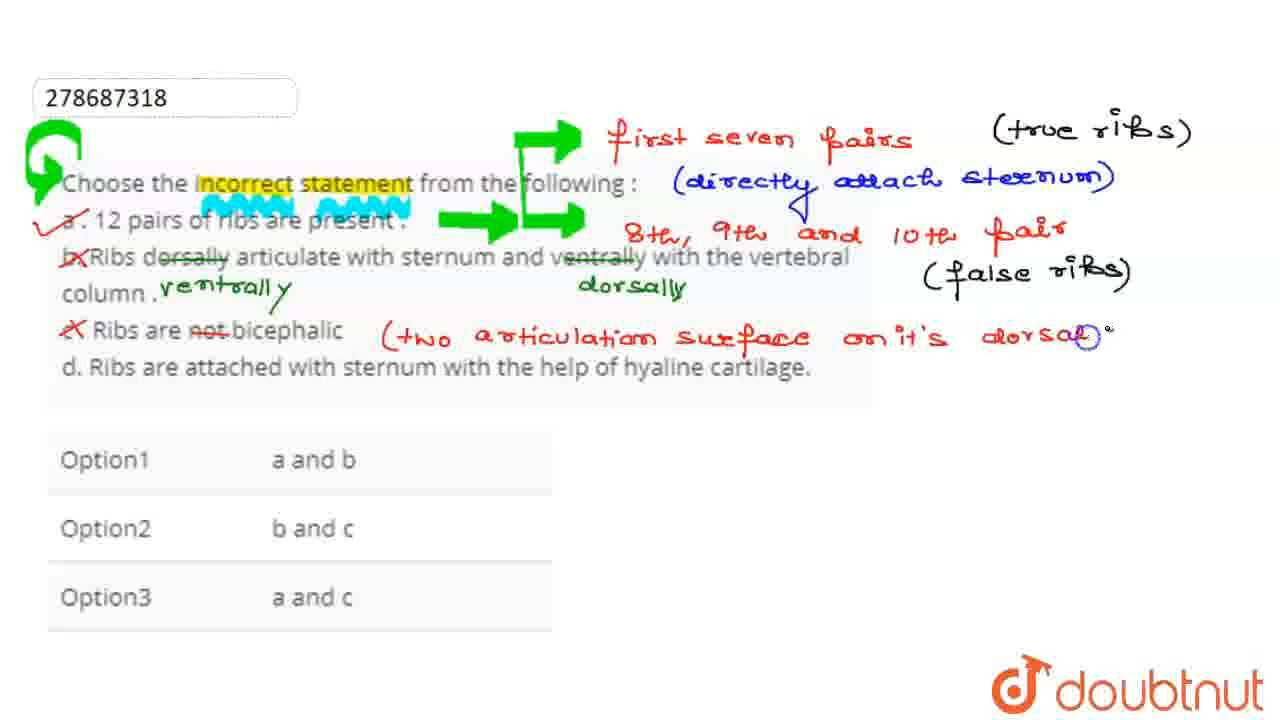 278687318
first seven pairs (true ribs)
Choose the incorrect statement from the following : (directly attach sternum)
a . 12 pairs of ribs are present .
8th, 9th and 10th pair
b. Ribs dorsally articulate with sternum and ventrally with the vertebral
(false ribs)
column . ventrally dorsally
c. Ribs are not bicephalic (two articulation surface on it's dorsal
d. Ribs are attached with sternum with the help of hyaline cartilage.
Option1 a and b
Option2 b and c
Option3 a and c
doubtnut